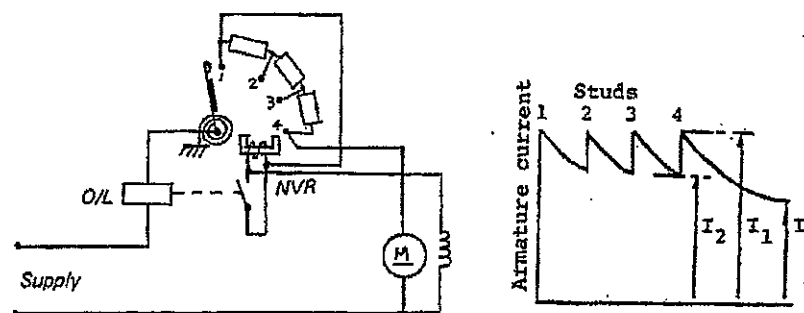 1
2
3
4
NVR
O/L
M
Supply
Studs
1 2 3 4
Armature current
I₂ I₁ I